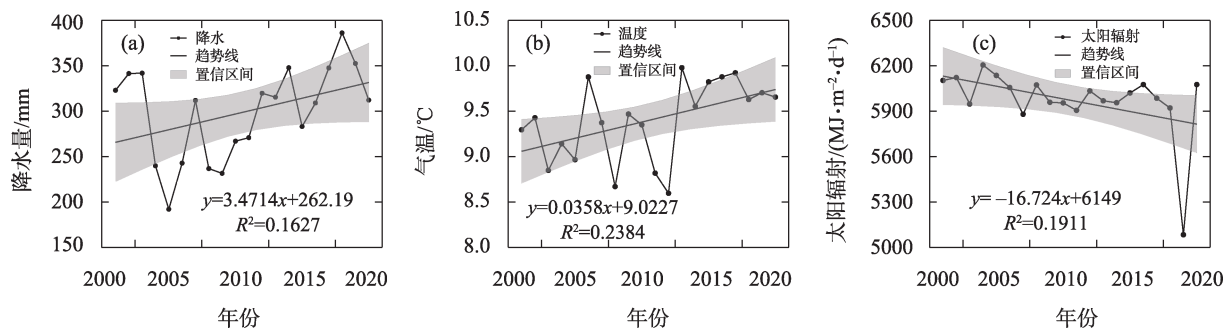 400
350
300
250
200
150
降水量/mm
(a)
降水
趋势线
置信区间
y=3.4714x+262.19
R²=0.1627
2000 2005 2010 2015 2020
年份
10.5
10.0
9.5
9.0
8.5
8.0
气温/℃
(b)
温度
趋势线
置信区间
y=0.0358x+9.0227
R²=0.2384
2000 2005 2010 2015 2020
年份
6500
6200
5900
5600
5300
5000
太阳辐射/(MJ·m⁻²·d⁻¹)
(c)
太阳辐射
趋势线
置信区间
y= −16.724x+6149
R²=0.1911
2000 2005 2010 2015 2020
年份